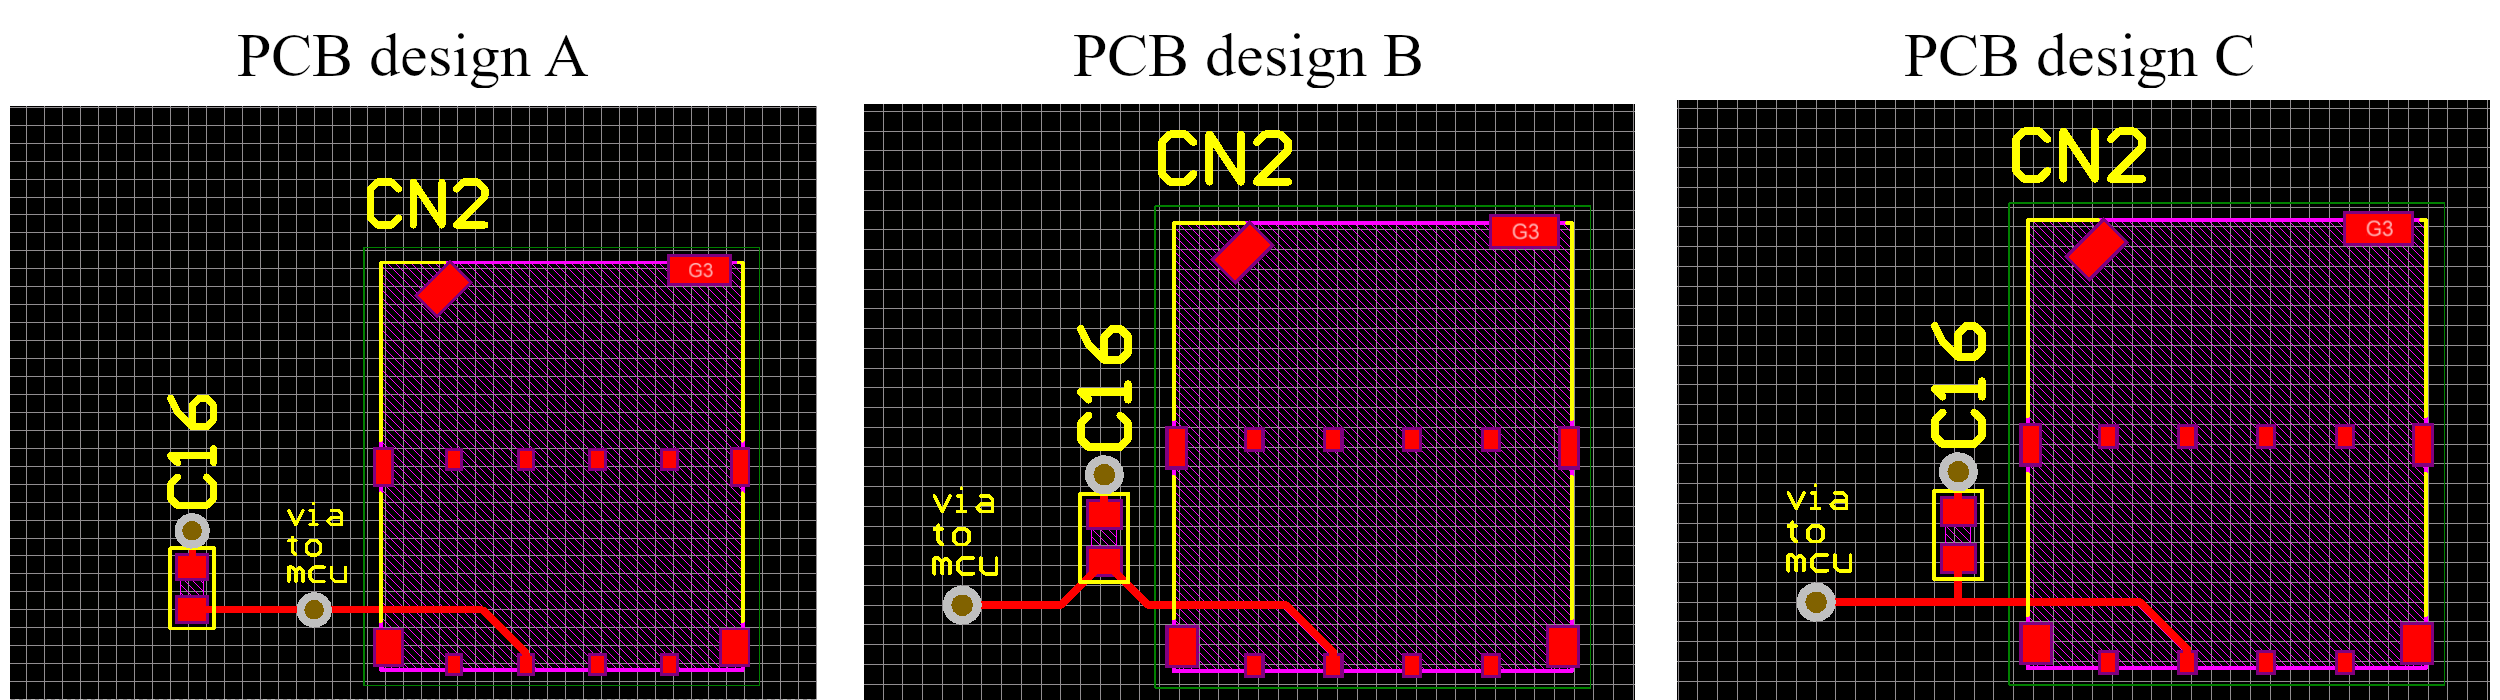 PCB design A
CN2
G3
C16
via
to
mcu
PCB design B
CN2
G3
C16
via
to
mcu
PCB design C
CN2
G3
C16
via
to
mcu